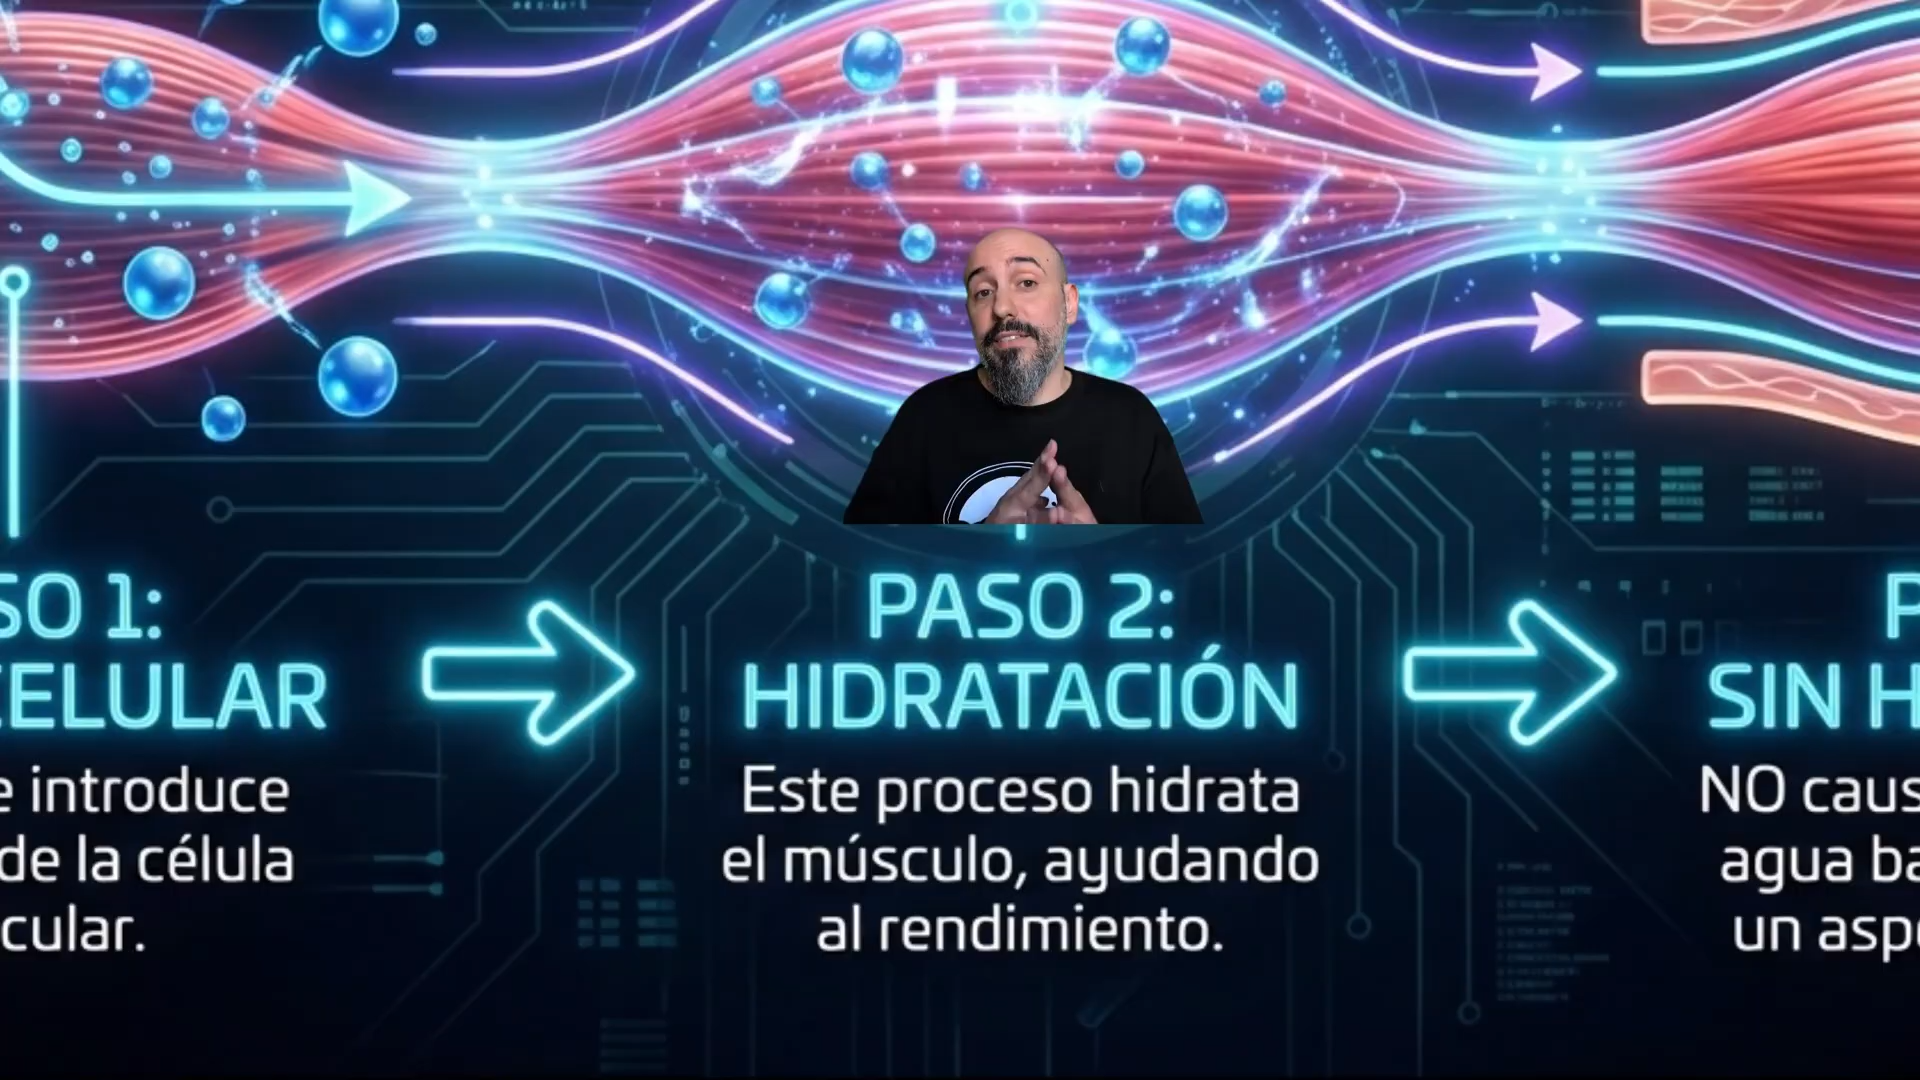 SO 1:
CELULAR
e introduce
de la célula
cular.
PASO 2:
HIDRATACIÓN
Este proceso hidrata
el músculo, ayudando
al rendimiento.
P
SIN H
NO caus
agua ba
un aspe